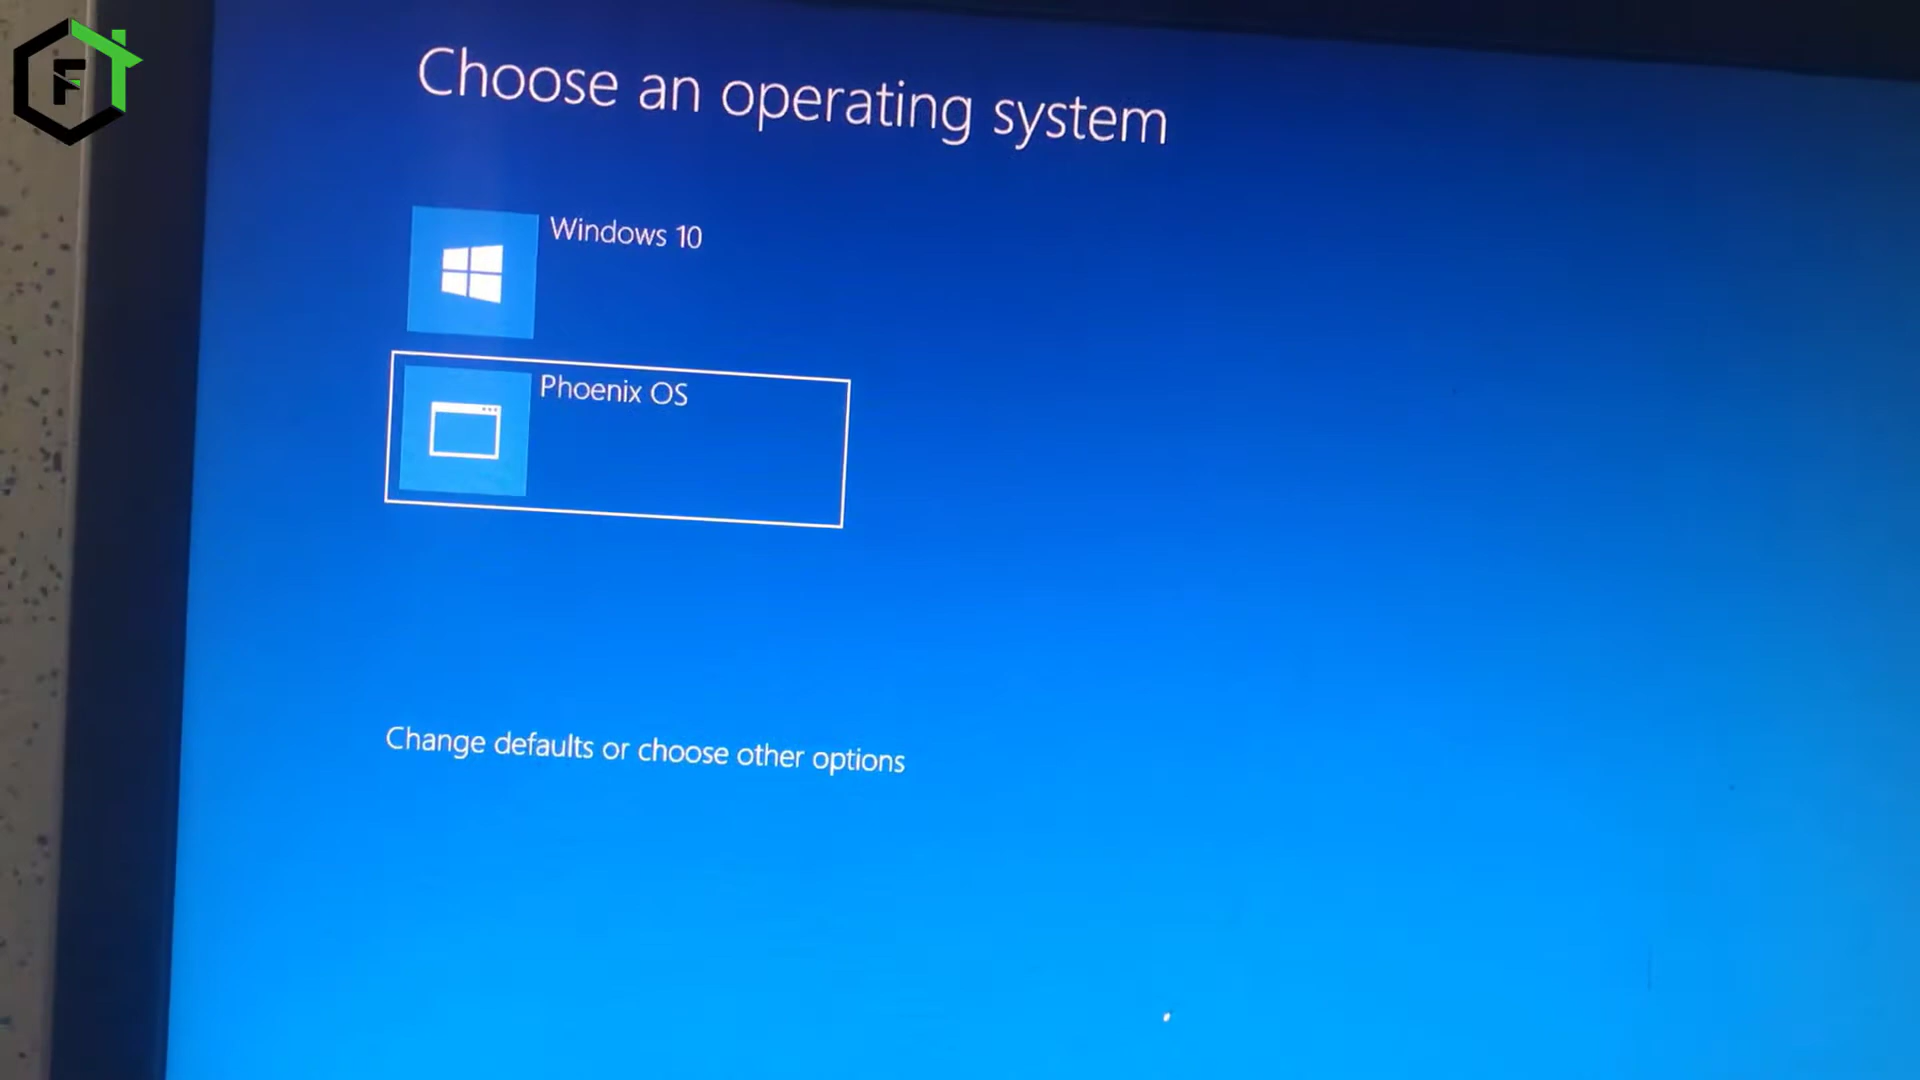 Choose an operating system
Windows 10
Phoenix OS
Change defaults or choose other options
F